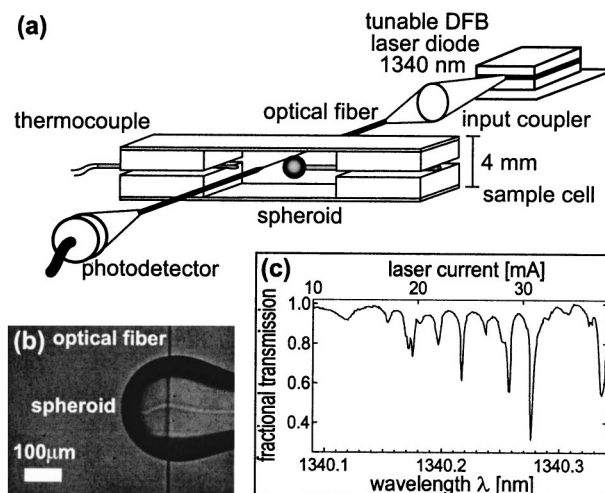 (a)
tunable DFB
laser diode
1340 nm
optical fiber
input coupler
thermocouple
4 mm
sample cell
spheroid
photodetector
(b)
optical fiber
spheroid
100μm
(c)
laser current [mA]
10 20 30
fractional transmission
1.0
0.8
0.6
0.4
1340.1 1340.2 1340.3
wavelength λ [nm]